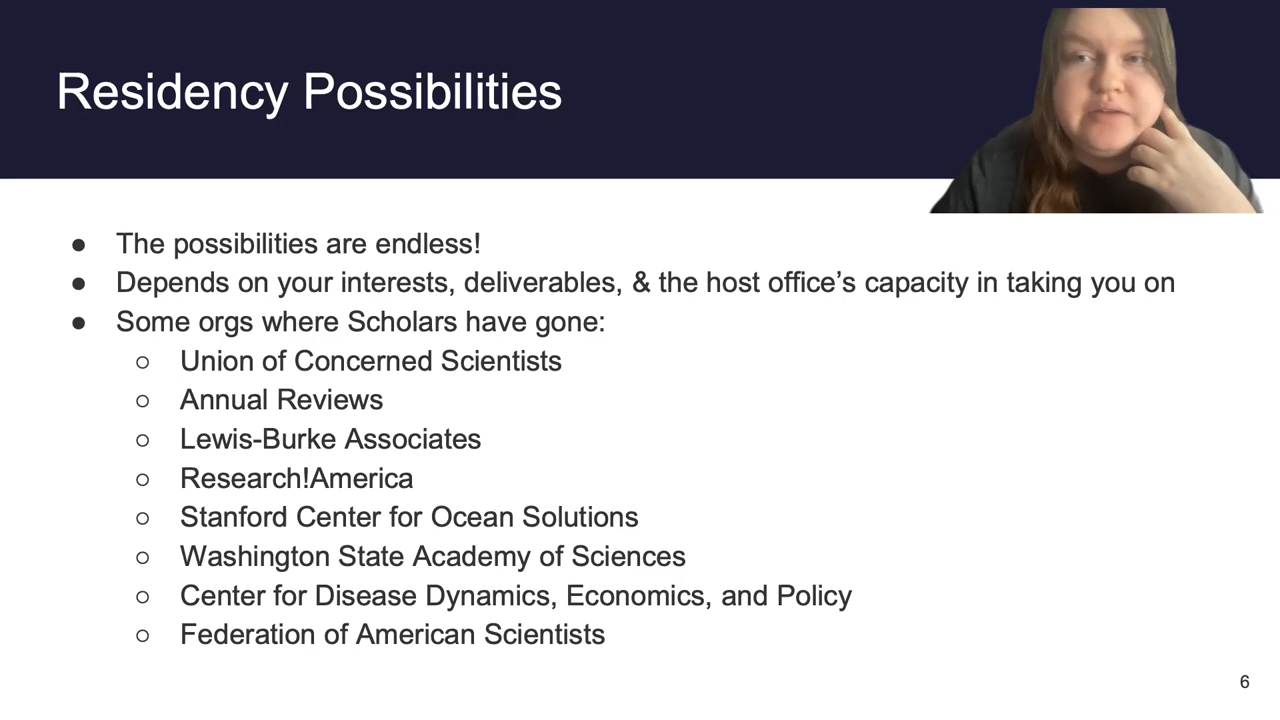 Residency Possibilities
● The possibilities are endless!
● Depends on your interests, deliverables, & the host office’s capacity in taking you on
● Some orgs where Scholars have gone:
○ Union of Concerned Scientists
○ Annual Reviews
○ Lewis-Burke Associates
○ Research!America
○ Stanford Center for Ocean Solutions
○ Washington State Academy of Sciences
○ Center for Disease Dynamics, Economics, and Policy
○ Federation of American Scientists
6